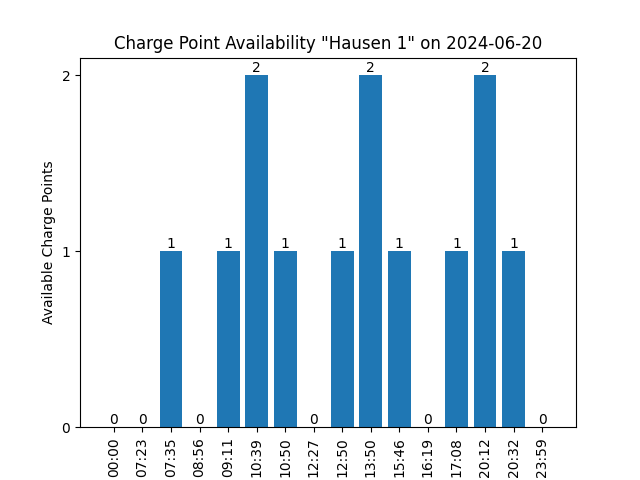 Charge Point Availability "Hausen 1" on 2024-06-20
Available Charge Points
2
1
0
0 0 1 0 1 2 1 0 1 2 1 0 1 2 1 0
00:00 07:23 07:35 08:56 09:11 10:39 10:50 12:27 12:50 13:50 15:46 16:19 17:08 20:12 20:32 23:59